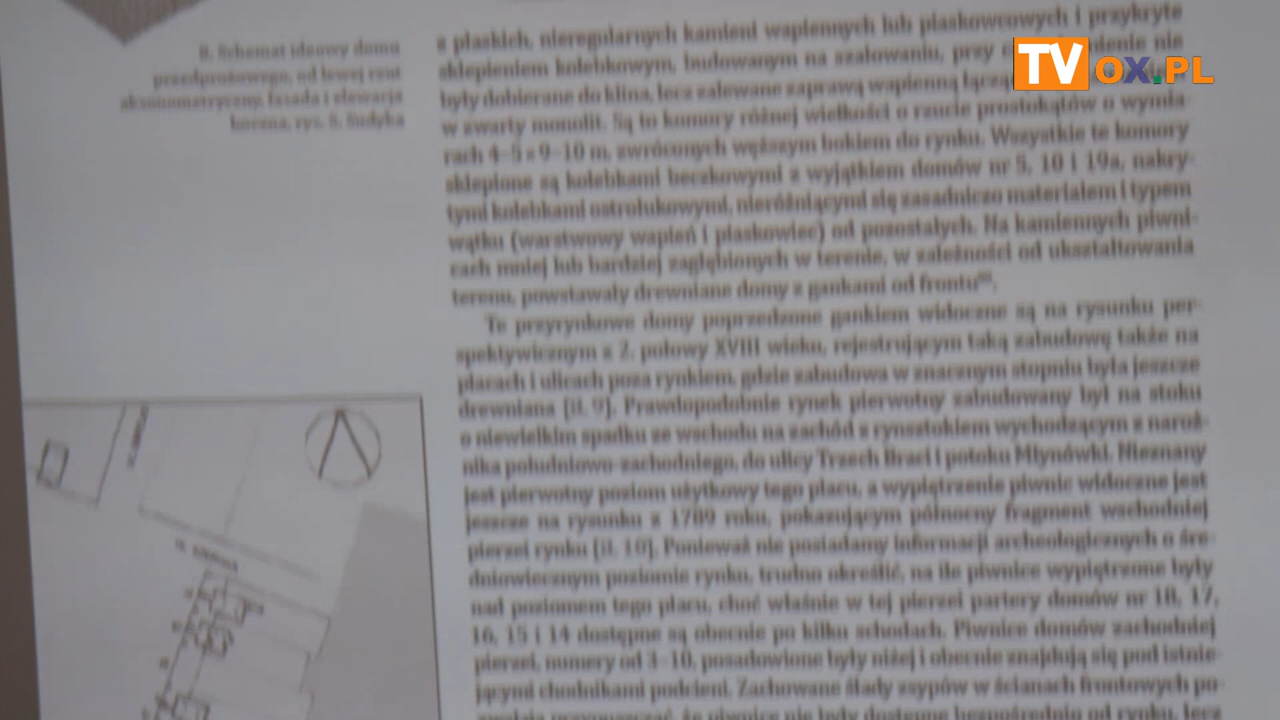 8. Schemat ideowy domu
przedprożowego, od lewej rzut
aksonometryczny, fasada i elewacja
boczna, rys. S. Sudyka
z płaskich, nieregularnych kamieni wapiennych lub piaskowcowych i przykryte
sklepieniem kolebkowym, budowanym na szalowaniu, przy nie
były dobierane do klina, lecz zalewane zaprawą wapienną
w zwarty monolit. Są to komory różnej wielkości o rzucie prostokątów o wymia-
rach 4–5 x 9–10 m, zwróconych węższym bokiem do rynku. Wszystkie te komory
sklepione są kolebkami beczkowymi z wyjątkiem domów nr 5, 10 i 19a, nakry-
tymi kolebkami ostrołukowymi, nieróżniącymi się zasadniczo materiałem i typem
wątku (warstwowy wapień i piaskowiec) od pozostałych. Na kamiennych piwni-
cach mniej lub bardziej zagłębionych w terenie, w zależności od ukształtowania
terenu, powstawały drewniane domy z gankami od frontu
Te przyrynkowe domy poprzedzone gankiem widoczne są na rysunku per-
spektywicznym z 2. połowy XVIII wieku, rejestrującym taką zabudowę także na
placach i ulicach poza rynkiem, gdzie zabudowa w znacznym stopniu była jeszcze
drewniana [il. 9]. Prawdopodobnie rynek pierwotny zabudowany był na stoku
o niewielkim spadku ze wschodu na zachód z rynsztokiem wychodzącym z naroż-
nika południowo-zachodniego, do ulicy Trzech Braci i potoku Młynówki. Nieznany
jest pierwotny poziom użytkowy tego placu, a wypiętrzenie piwnic widoczne jest
jeszcze na rysunku z 1789 roku, pokazującym północny fragment wschodniej
pierzei rynku [il. 10]. Ponieważ nie posiadamy informacji archeologicznych o śre-
dniowiecznym poziomie rynku, trudno określić, na ile piwnice wypiętrzone były
nad poziomem tego placu, choć właśnie w tej pierzei partery domów nr 18, 17,
16, 15 i 14 dostępne są obecnie po kilku schodach. Piwnice domów zachodniej
pierzei, numery od 3–10, posadowione były niżej i obecnie znajdują się pod istnie-
jącymi chodnikami podcieni. Zachowane ślady zsypów w ścianach frontowych po-
zwalają przypuszczać, że piwnice nie były dostępne bezpośrednio od rynku, lecz
TVOX.PL